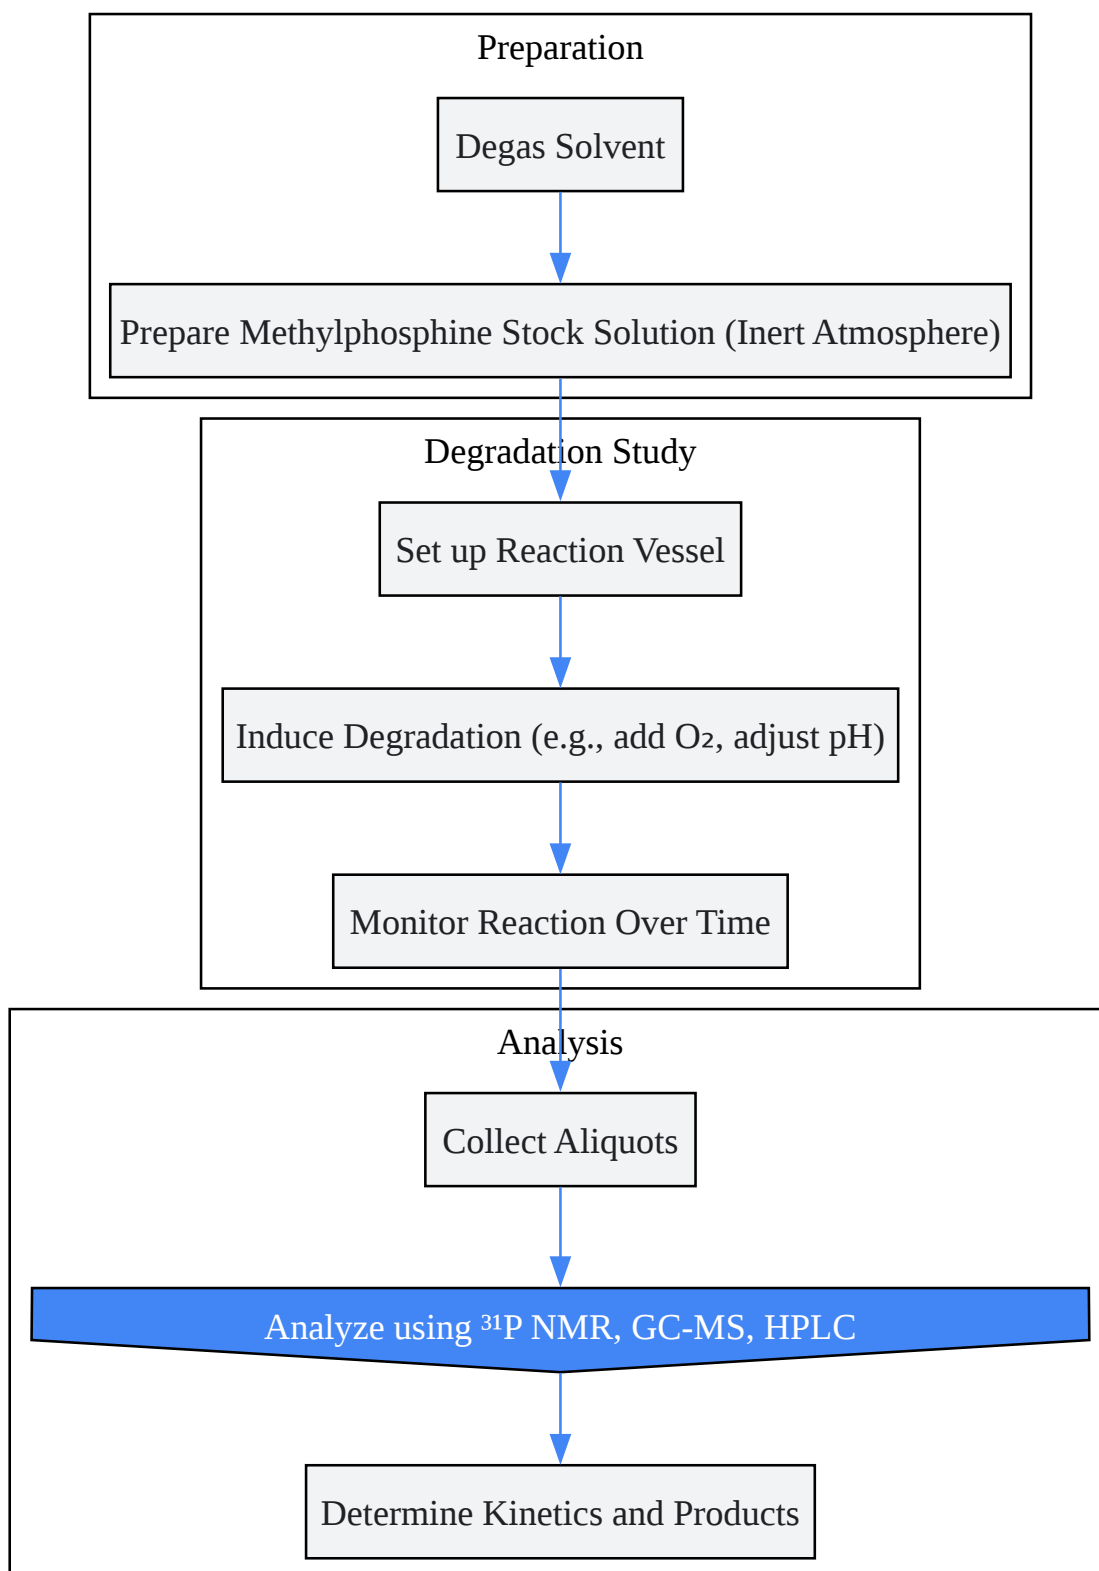 Preparation
Degas Solvent
Prepare Methylphosphine Stock Solution (Inert Atmosphere)
Degradation Study
Set up Reaction Vessel
Induce Degradation (e.g., add O₂, adjust pH)
Monitor Reaction Over Time
Analysis
Collect Aliquots
Analyze using ³¹P NMR, GC-MS, HPLC
Determine Kinetics and Products